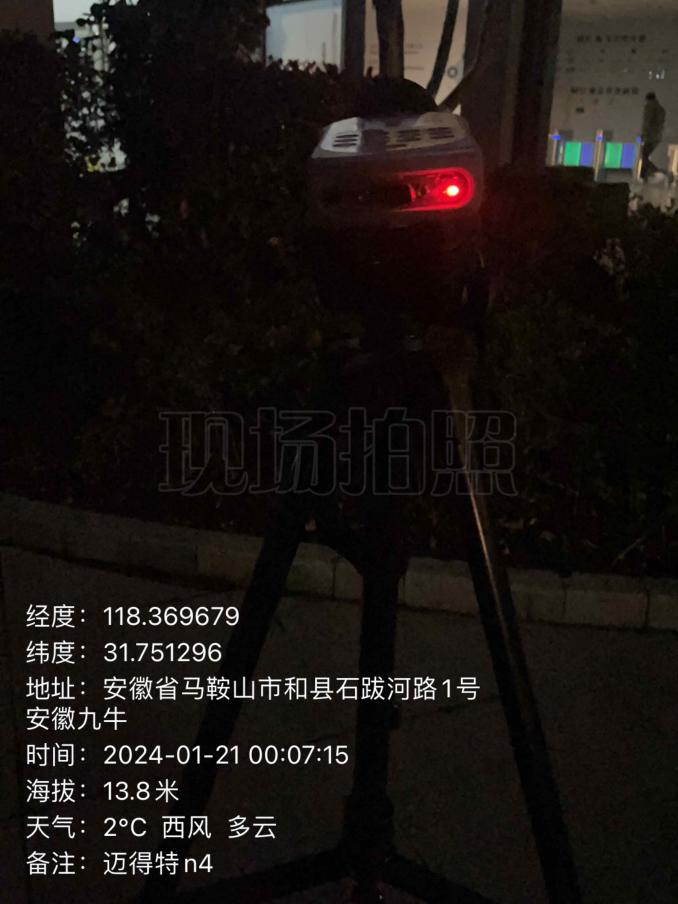 现场拍照
经度：118.369679
纬度：31.751296
地址：安徽省马鞍山市和县石跋河路1号
安徽九牛
时间：2024-01-21 00:07:15
海拔：13.8米
天气：2℃ 西风 多云
备注：迈得特n4